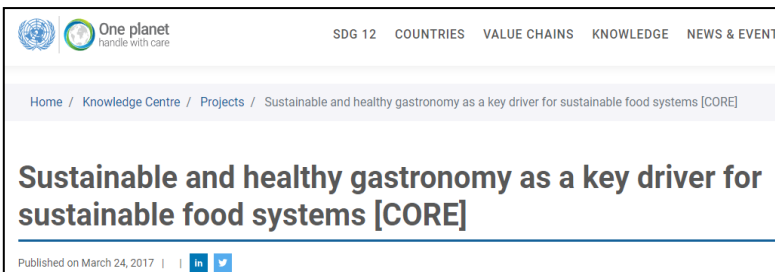 One planet
handle with care
SDG 12 COUNTRIES VALUE CHAINS KNOWLEDGE NEWS & EVENT
Home / Knowledge Centre / Projects / Sustainable and healthy gastronomy as a key driver for sustainable food systems [CORE]
Sustainable and healthy gastronomy as a key driver for
sustainable food systems [CORE]
Published on March 24, 2017 | | in